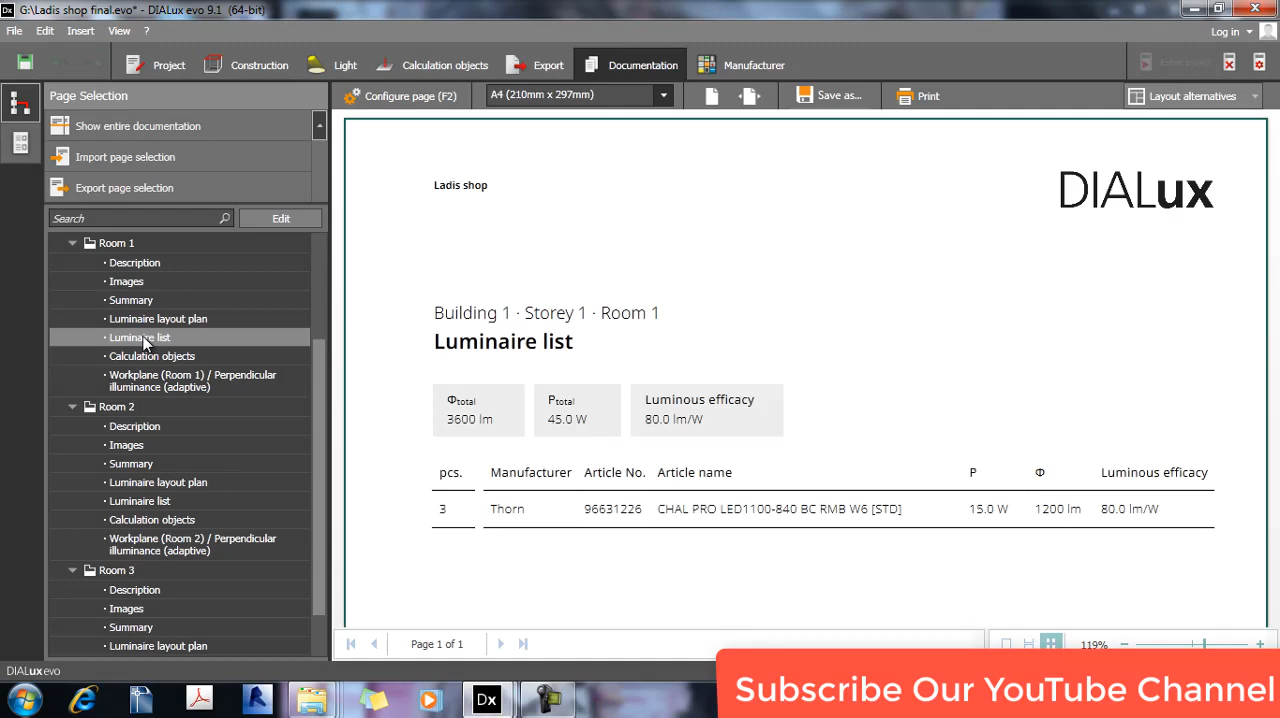 G:\Ladis shop final.evo* - DIALux evo 9.1 (64-bit)
File Edit Insert View ? Log in
Project Construction Light Calculation objects Export Documentation Manufacturer
Page Selection
Configure page (F2) A4 (210mm x 297mm) Save as... Print Layout alternatives
Show entire documentation
Import page selection
Export page selection
Search Edit
Room 1
Description
Images
Summary
Luminaire layout plan
Luminaire list
Calculation objects
Workplane (Room 1) / Perpendicular
illuminance (adaptive)
Room 2
Description
Images
Summary
Luminaire layout plan
Luminaire list
Calculation objects
Workplane (Room 2) / Perpendicular
illuminance (adaptive)
Room 3
Description
Images
Summary
Luminaire layout plan
Ladis shop
DIALux
Building 1 · Storey 1 · Room 1
Luminaire list
Φtotal Ptotal Luminous efficacy
3600 lm 45.0 W 80.0 lm/W
pcs. Manufacturer Article No. Article name P Φ Luminous efficacy
3 Thorn 96631226 CHAL PRO LED1100-840 BC RMB W6 [STD] 15.0 W 1200 lm 80.0 lm/W
Page 1 of 1 119%
DIALux evo
Dx
Subscribe Our YouTube Channel